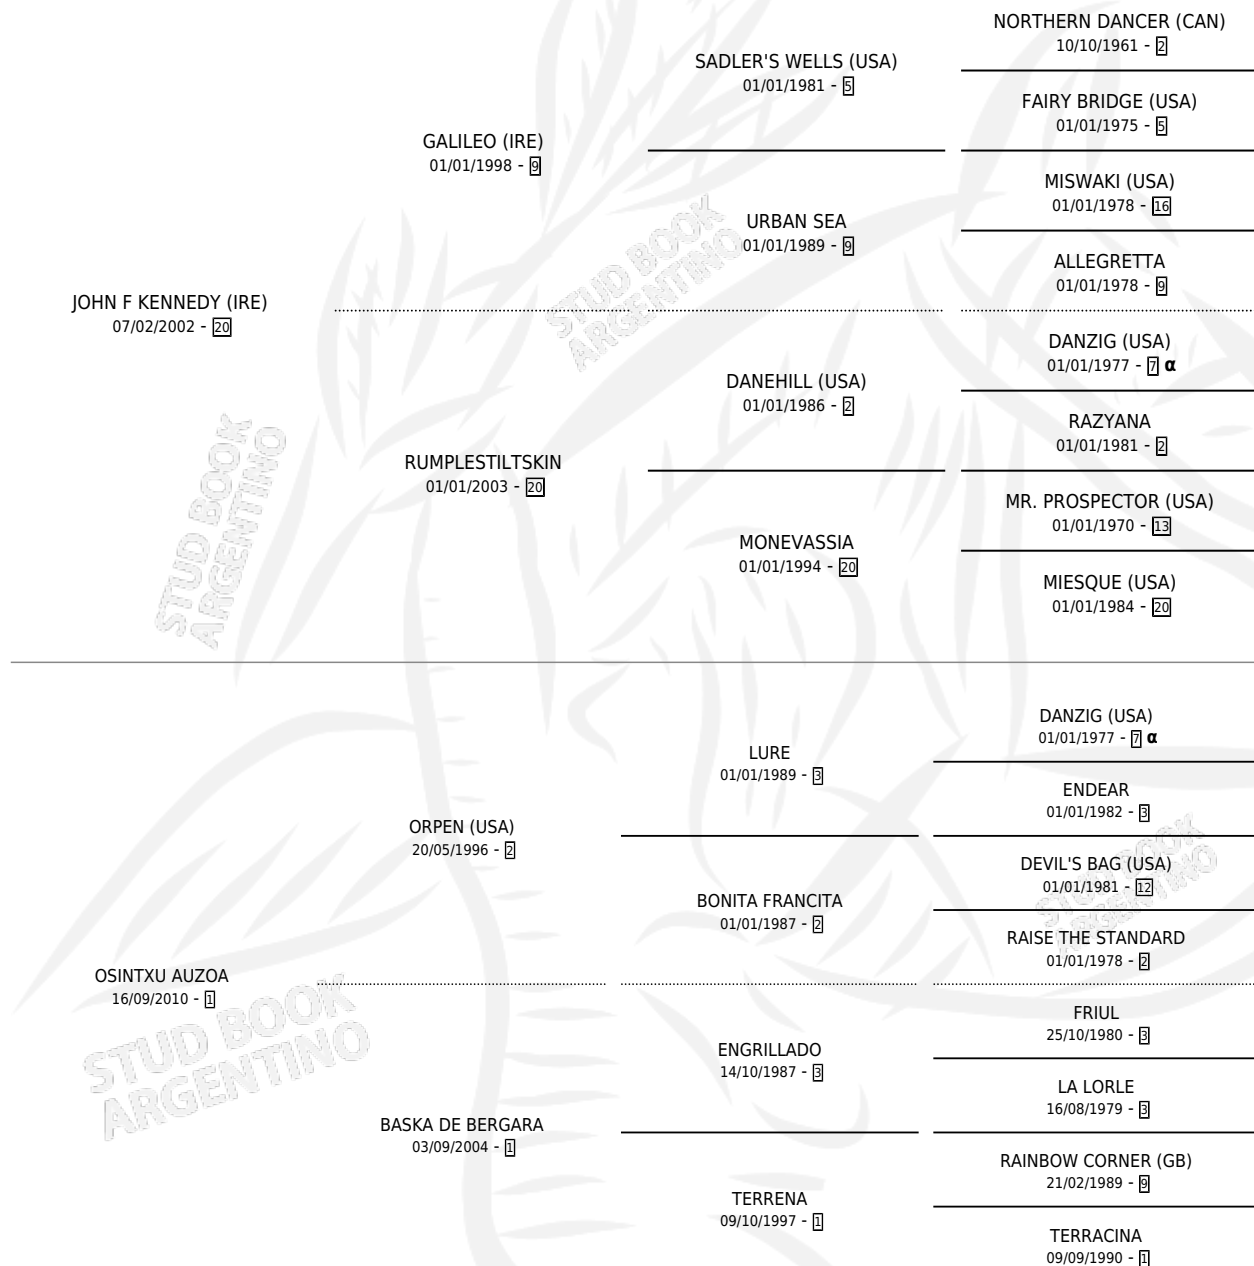 NORTHERN DANCER (CAN)
10/10/1961 - 2
SADLER'S WELLS (USA)
01/01/1981 - 5
FAIRY BRIDGE (USA)
01/01/1975 - 5
GALILEO (IRE)
01/01/1998 - 9
MISWAKI (USA)
01/01/1978 - 16
URBAN SEA
01/01/1989 - 9
ALLEGRETTA
01/01/1978 - 9
JOHN F KENNEDY (IRE)
07/02/2002 - 20
DANZIG (USA)
01/01/1977 - 7 α
DANEHILL (USA)
01/01/1986 - 2
RAZYANA
01/01/1981 - 2
RUMPLESTILTSKIN
01/01/2003 - 20
MR. PROSPECTOR (USA)
01/01/1970 - 13
MONEVASSIA
01/01/1994 - 20
MIESQUE (USA)
01/01/1984 - 20
DANZIG (USA)
01/01/1977 - 7 α
LURE
01/01/1989 - 3
ENDEAR
01/01/1982 - 3
ORPEN (USA)
20/05/1996 - 2
DEVIL'S BAG (USA)
01/01/1981 - 12
BONITA FRANCITA
01/01/1987 - 2
RAISE THE STANDARD
01/01/1978 - 2
OSINTXU AUZOA
16/09/2010 - 1
FRIUL
25/10/1980 - 3
ENGRILLADO
14/10/1987 - 3
LA LORLE
16/08/1979 - 3
BASKA DE BERGARA
03/09/2004 - 1
RAINBOW CORNER (GB)
21/02/1989 - 9
TERRENA
09/10/1997 - 1
TERRACINA
09/09/1990 - 1
STUD BOOK
ARGENTINO
STUD BOOK
ARGENTINO
STUD BOOK
ARGENTINO
STUD BOOK
ARGENTINO